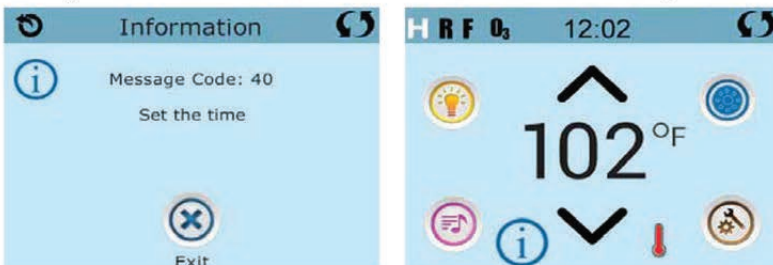 Information
Message Code: 40
Set the time
Exit
H R F O₃ 12:02
102°F